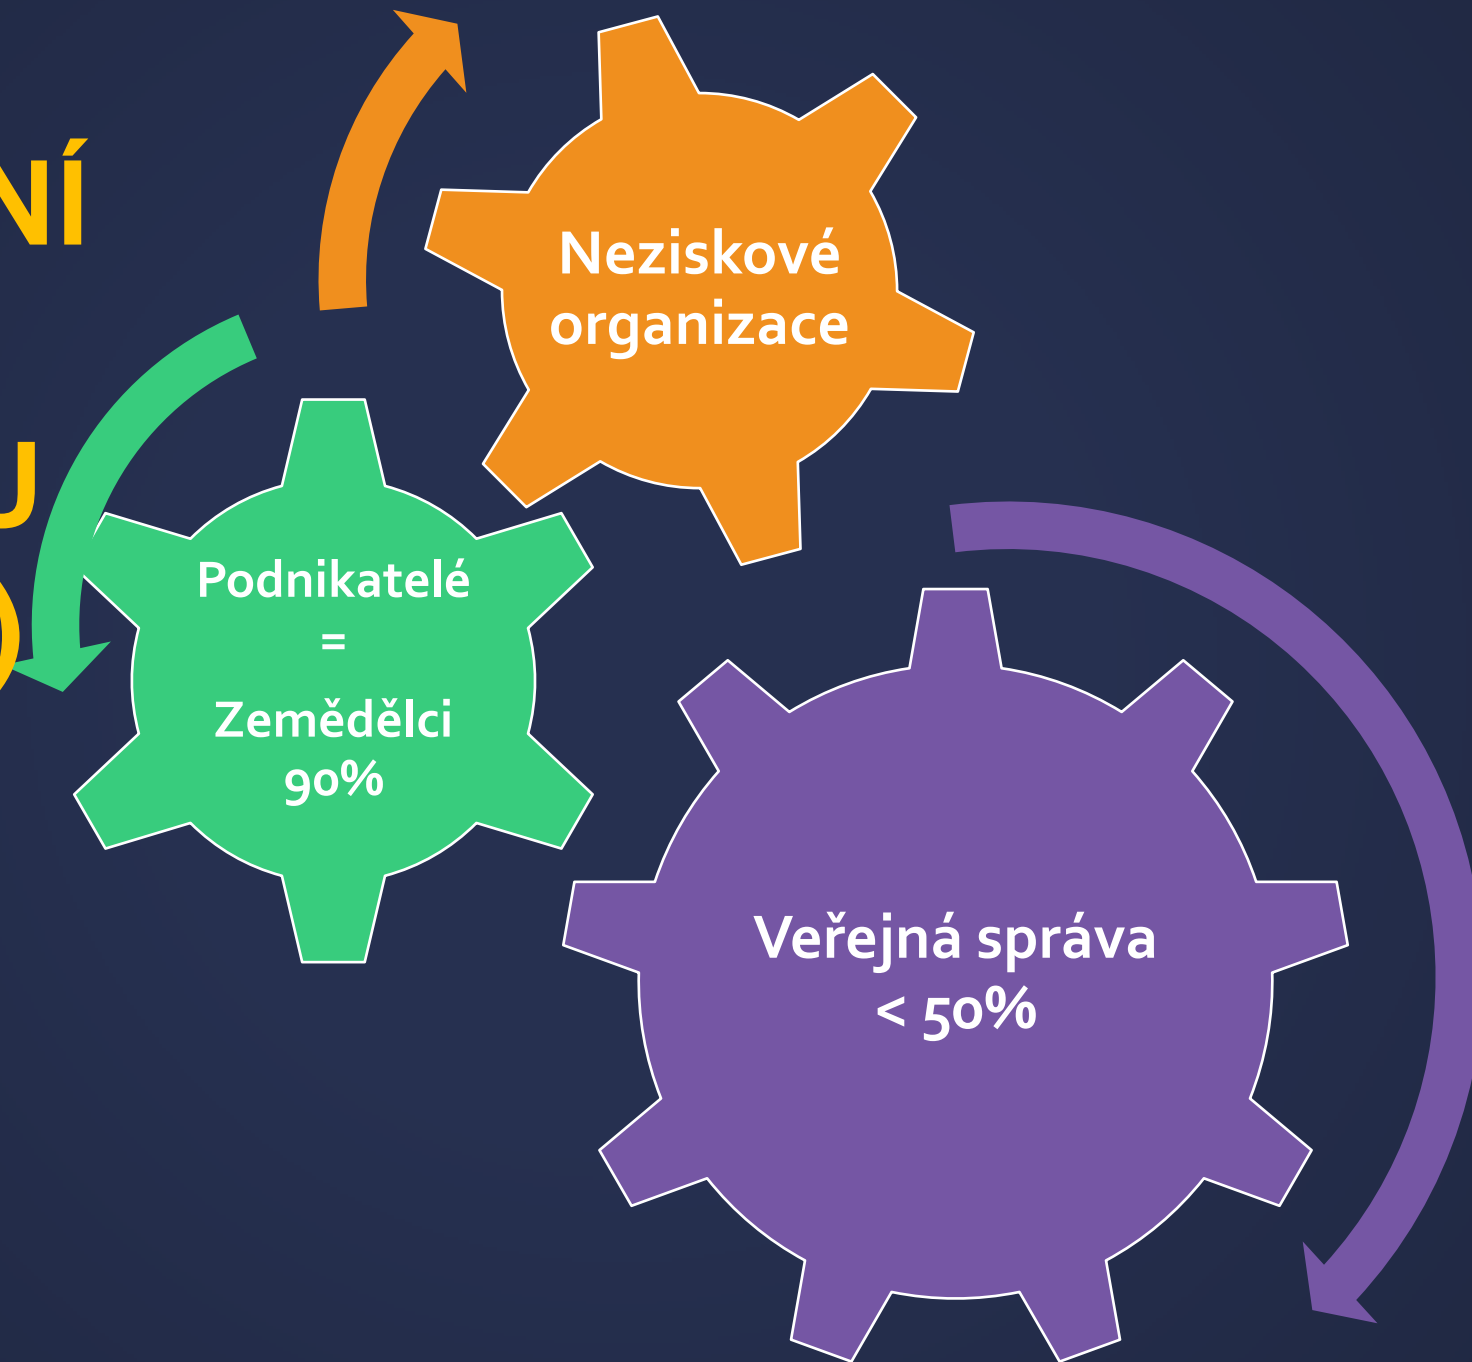 NÍ
U
Neziskové
organizace
Podnikatelé
=
Zemědělci
90%
Veřejná správa
< 50%